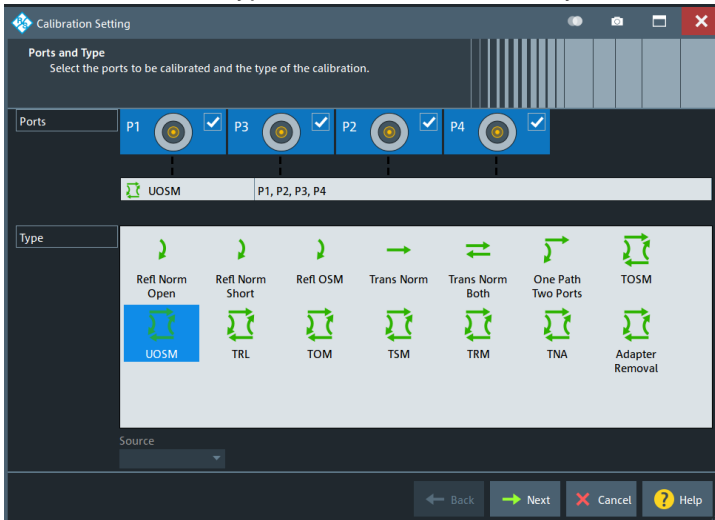 Calibration Setting
Ports and Type
Select the ports to be calibrated and the type of the calibration.
Ports
P1
P3
P2
P4
UOSM
P1, P2, P3, P4
Type
Refl Norm
Open
Refl Norm
Short
Refl OSM
Trans Norm
Trans Norm
Both
One Path
Two Ports
TOSM
UOSM
TRL
TOM
TSM
TRM
TNA
Adapter
Removal
Source
Back
Next
Cancel
? Help